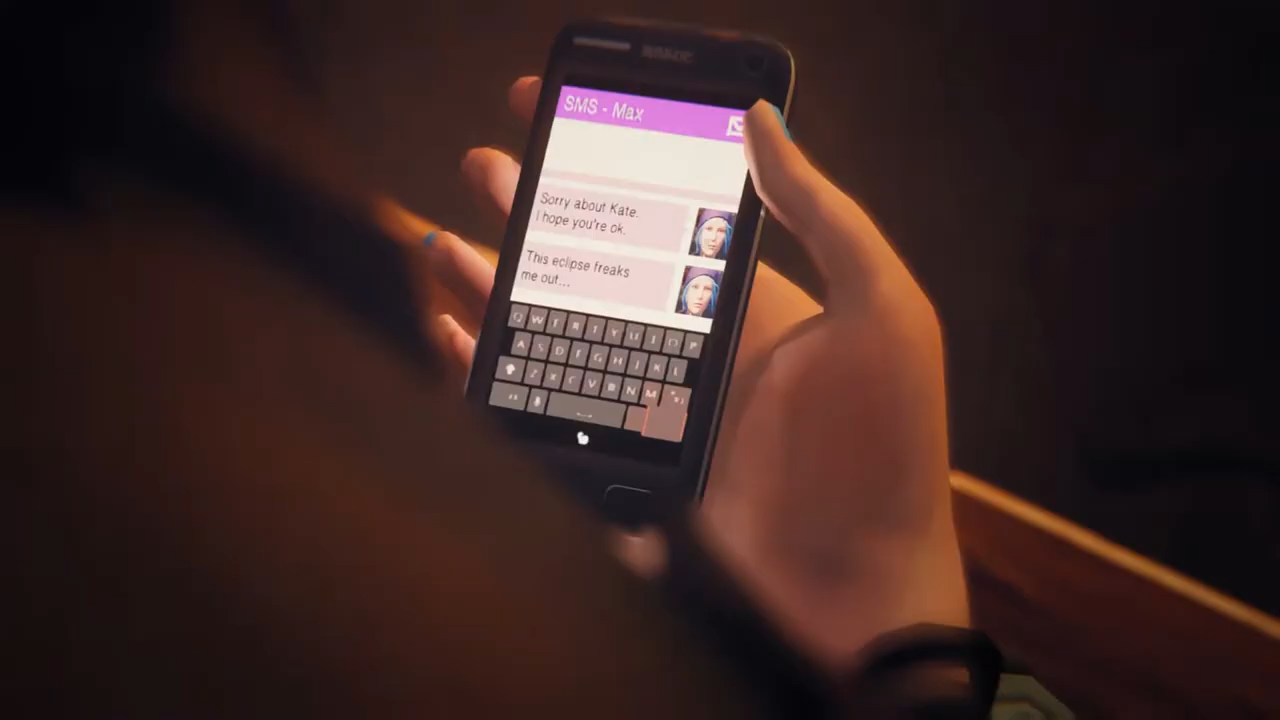 SMS - Max
Sorry about Kate.
I hope you're ok.
This eclipse freaks
me out...
Q W E R T Y U I O P
A S D F G H J K L
Z X C V B N M